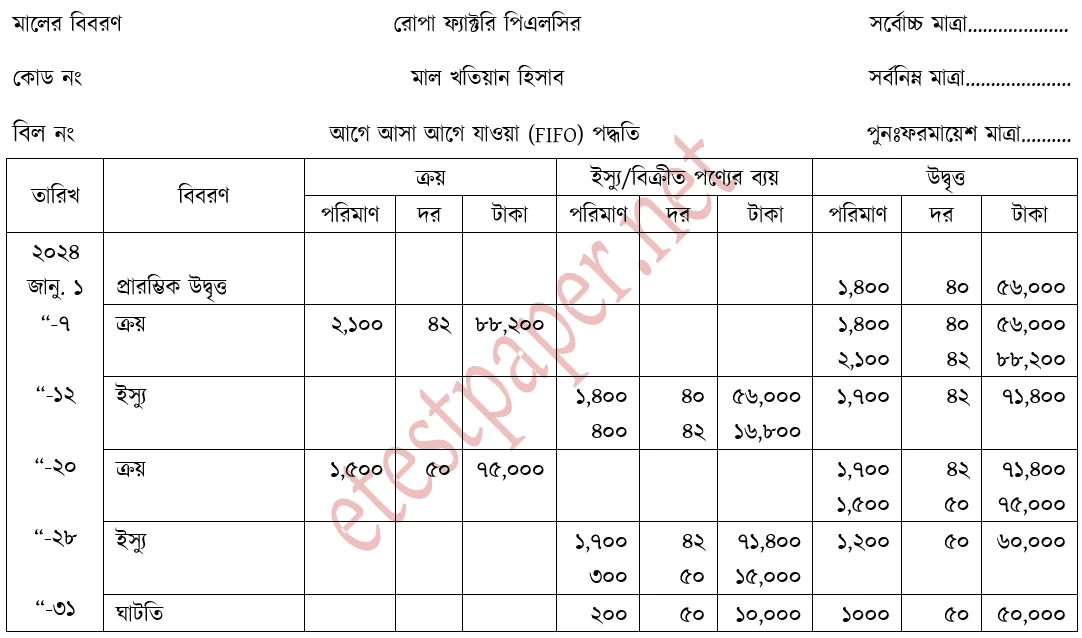 মালের বিবরণ রোপা ফ্যাক্টরি পিএলসির সর্বোচ্চ মাত্রা.....................
কোড নং মাল খতিয়ান হিসাব সর্বনিম্ন মাত্রা......................
বিল নং আগে আসা আগে যাওয়া (FIFO) পদ্ধতি পুনঃফরমায়েশ মাত্রা..........
তারিখ বিবরণ ক্রয় ইস্যু/বিক্রীত পণ্যের ব্যয় উদ্বৃত্ত
পরিমাণ দর টাকা পরিমাণ দর টাকা পরিমাণ দর টাকা
২০২৪
জানু. ১ প্রারম্ভিক উদ্বৃত্ত ১,৪০০ ৪০ ৫৬,০০০
“-৭ ক্রয় ২,১০০ ৪২ ৮৮,২০০ ১,৪০০ ৪০ ৫৬,০০০
২,১০০ ৪২ ৮৮,২০০
“-১২ ইস্যু ১,৪০০ ৪০ ৫৬,০০০ ১,৭০০ ৪২ ৭১,৪০০
৪০০ ৪২ ১৬,৮০০
“-২০ ক্রয় ১,৫০০ ৫০ ৭৫,০০০ ১,৭০০ ৪২ ৭১,৪০০
১,৫০০ ৫০ ৭৫,০০০
“-২৮ ইস্যু ১,৭০০ ৪২ ৭১,৪০০ ১,২০০ ৫০ ৬০,০০০
৩০০ ৫০ ১৫,০০০
“-৩১ ঘাটতি ২০০ ৫০ ১০,০০০ ১০০০ ৫০ ৫০,০০০
etestpaper.net